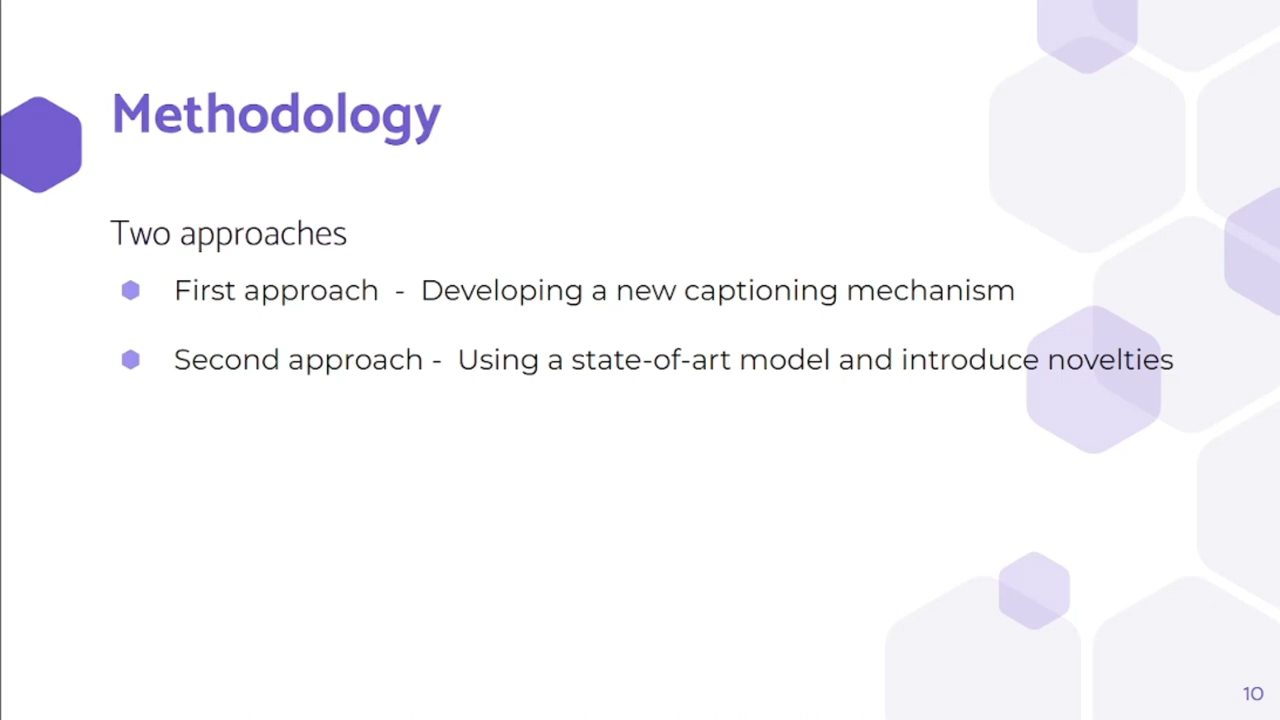 Methodology
Two approaches
First approach - Developing a new captioning mechanism
Second approach - Using a state-of-art model and introduce novelties
10